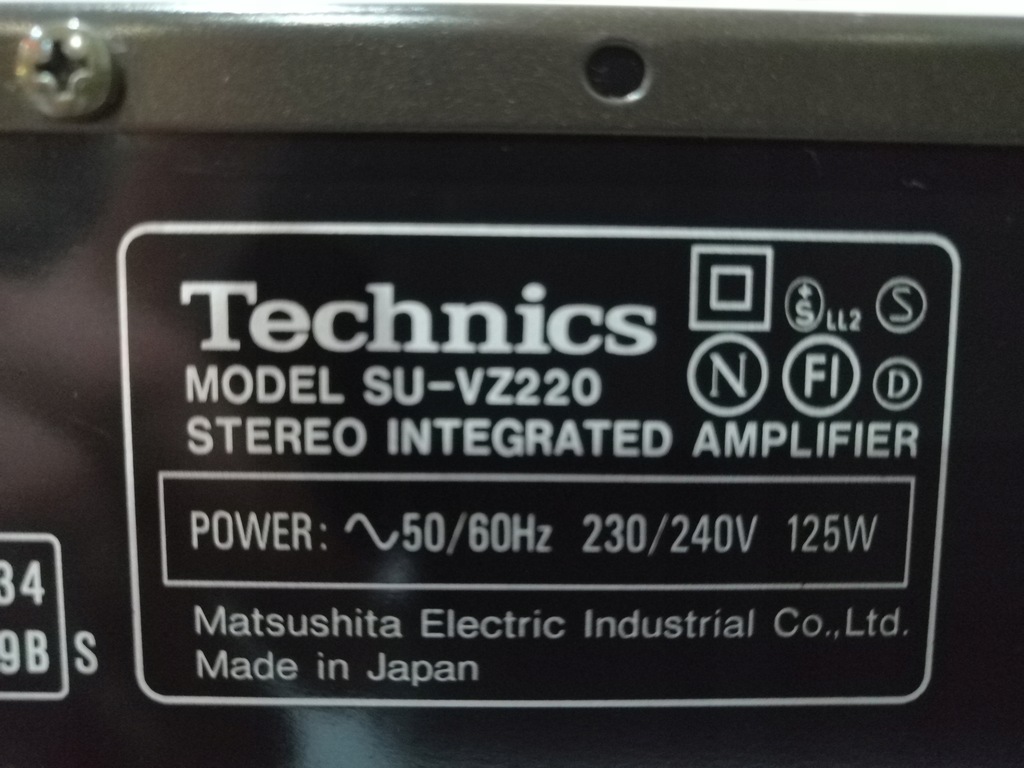 Technics
MODEL SU-VZ220
STEREO INTEGRATED AMPLIFIER
S LL2 S
N FI D
POWER: ∿50/60Hz 230/240V 125W
Matsushita Electric Industrial Co.,Ltd.
Made in Japan
34
9B S